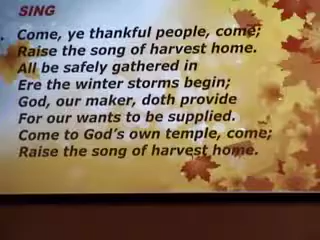 SING
Come, ye thankful people, come;
Raise the song of harvest home.
All be safely gathered in
Ere the winter storms begin;
God, our maker, doth provide
For our wants to be supplied.
Come to God's own temple, come;
Raise the song of harvest home.